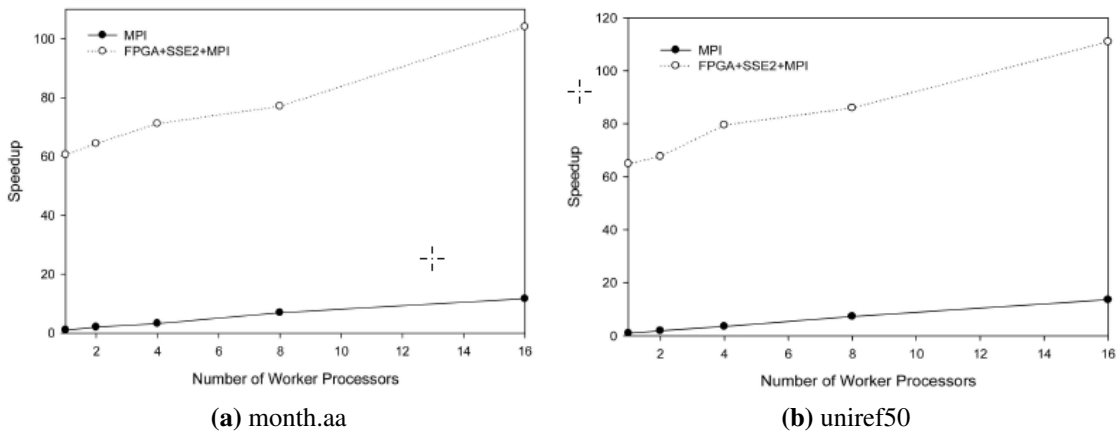 MPI
FPGA+SSE2+MPI
Speedup
100
80
60
40
20
0
2 4 6 8 10 12 14 16
Number of Worker Processors
(a) month.aa
MPI
FPGA+SSE2+MPI
Speedup
120
100
80
60
40
20
0
2 4 6 8 10 12 14 16
Number of Worker Processors
(b) uniref50